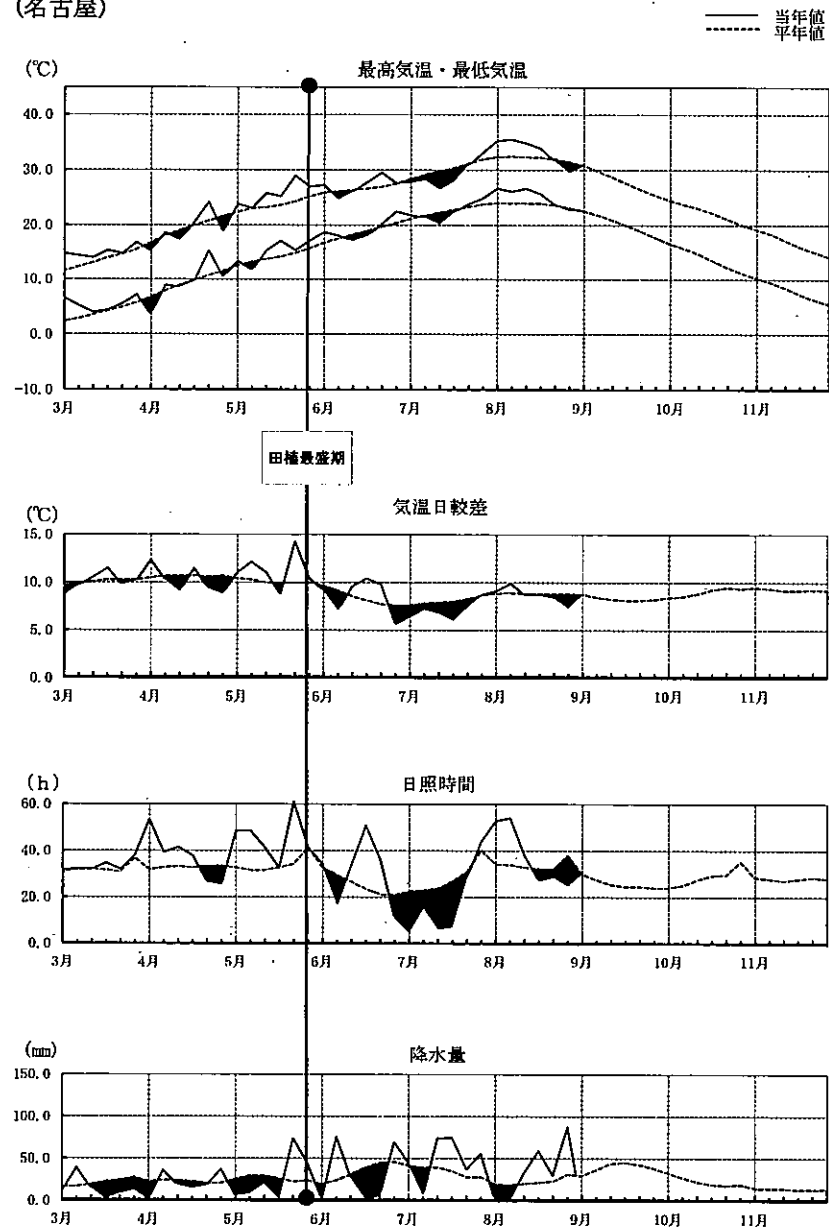 (名古屋)
当年値
平年値
(℃)
最高気温・最低気温
40.0
30.0
20.0
10.0
0.0
-10.0
3月 4月 5月 6月 7月 8月 9月 10月 11月
田植最盛期
(℃)
気温日較差
15.0
10.0
5.0
0.0
3月 4月 5月 6月 7月 8月 9月 10月 11月
(h)
日照時間
60.0
40.0
20.0
0.0
3月 4月 5月 6月 7月 8月 9月 10月 11月
(mm)
降水量
150.0
100.0
50.0
0.0
3月 4月 5月 6月 7月 8月 9月 10月 11月